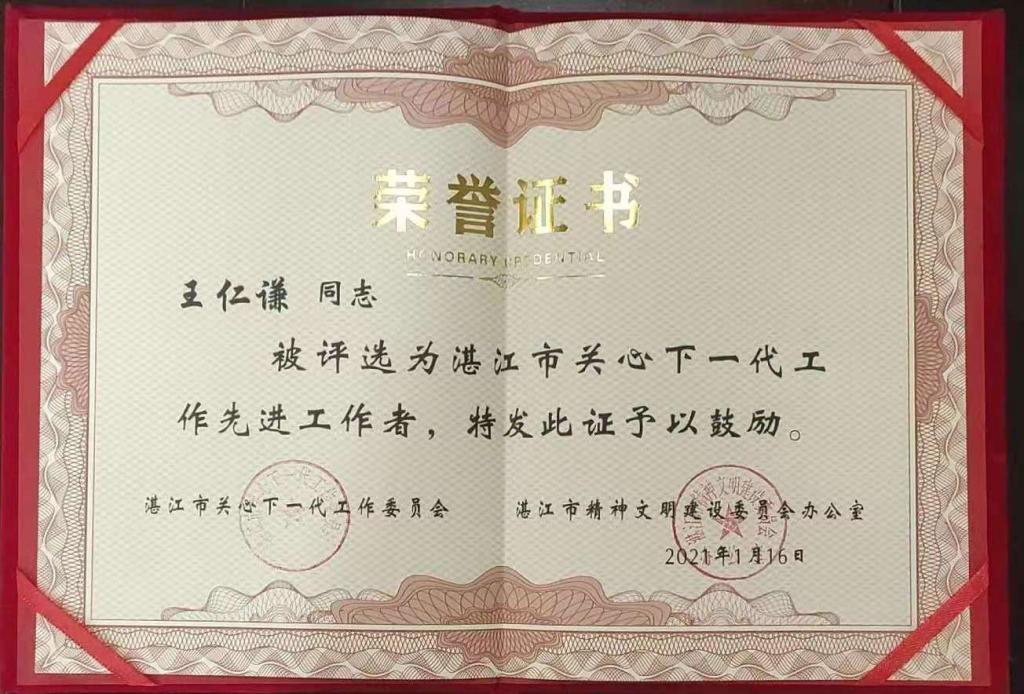 荣誉证书
HONORARY CREDENTIAL
王仁谦 同志
被评选为湛江市关心下一代工
作先进工作者，特发此证予以鼓励。
湛江市关心下一代工作委员会
湛江市精神文明建设委员会办公室
2021年1月16日